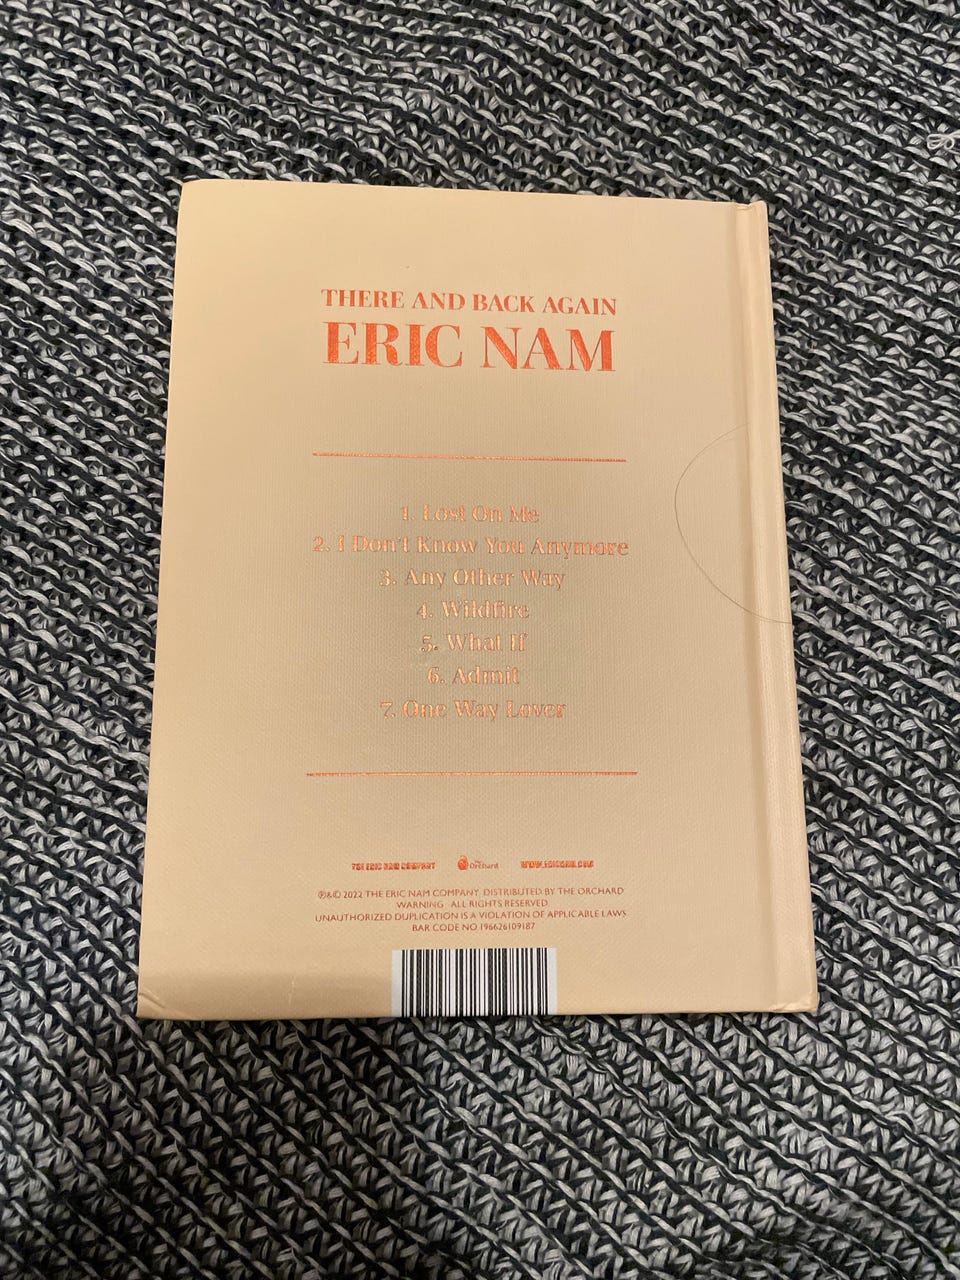 THERE AND BACK AGAIN
ERIC NAM
1. Lost On Me
2. I Don't Know You Anymore
3. Any Other Way
4. Wildfire
5. What If
6. Admit
7. One Way Lover
THE ERIC NAM COMPANY The Orchard WWW.ERICNAM.COM
℗&© 2022 THE ERIC NAM COMPANY. DISTRIBUTED BY THE ORCHARD
WARNING : ALL RIGHTS RESERVED.
UNAUTHORIZED DUPLICATION IS A VIOLATION OF APPLICABLE LAWS.
BAR CODE NO 196626109187